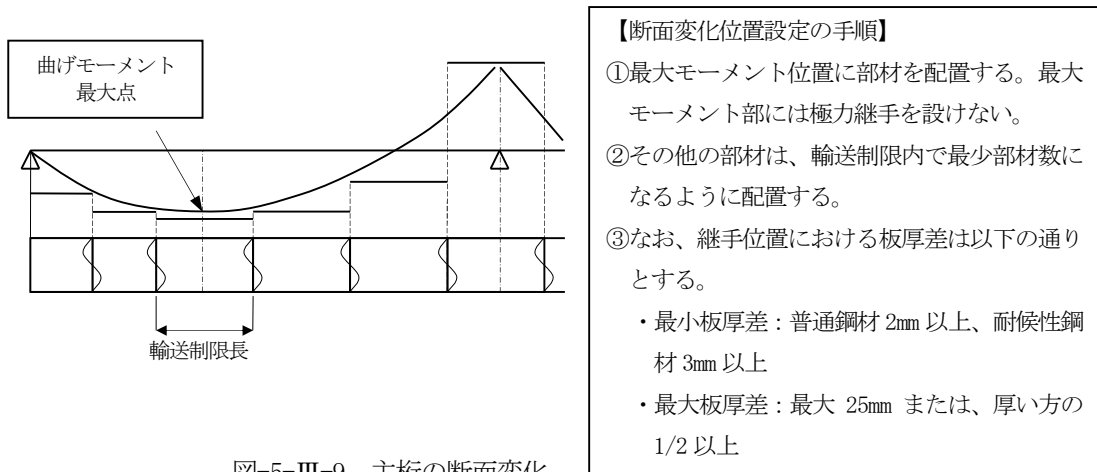 曲げモーメント
最大点
輸送制限長
図-5-Ⅲ-9 主桁の断面変化
【断面変化位置設定の手順】
①最大モーメント位置に部材を配置する。最大
モーメント部には極力継手を設けない。
②その他の部材は、輸送制限内で最少部材数に
なるように配置する。
③なお、継手位置における板厚差は以下の通り
とする。
・最小板厚差：普通鋼材 2mm 以上、耐候性鋼
材 3mm 以上
・最大板厚差：最大 25mm または、厚い方の
1/2 以上